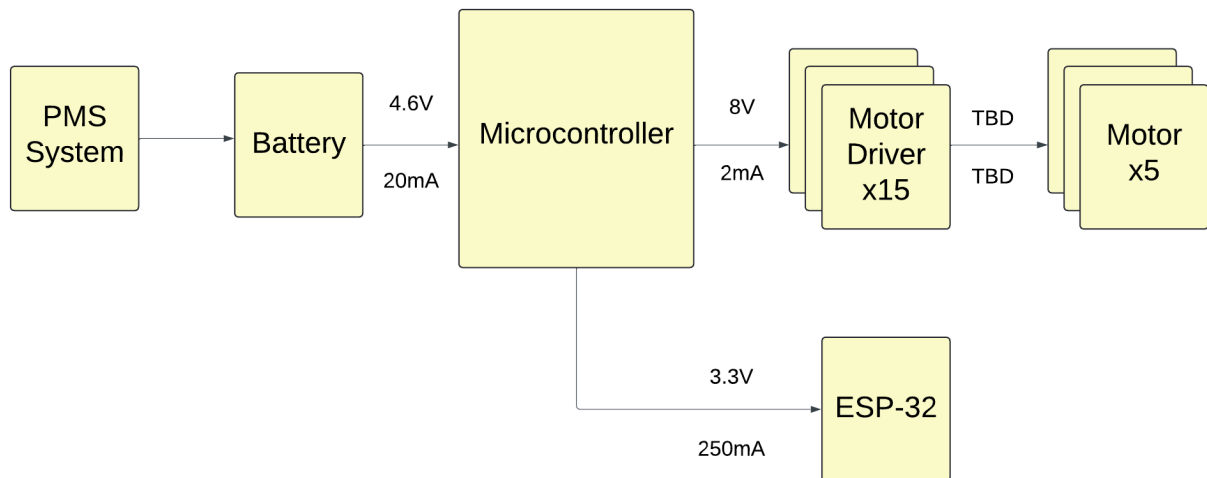 PMS
System
Battery
4.6V
20mA
Microcontroller
8V
2mA
Motor
Driver
x15
TBD
TBD
Motor
x5
3.3V
250mA
ESP-32